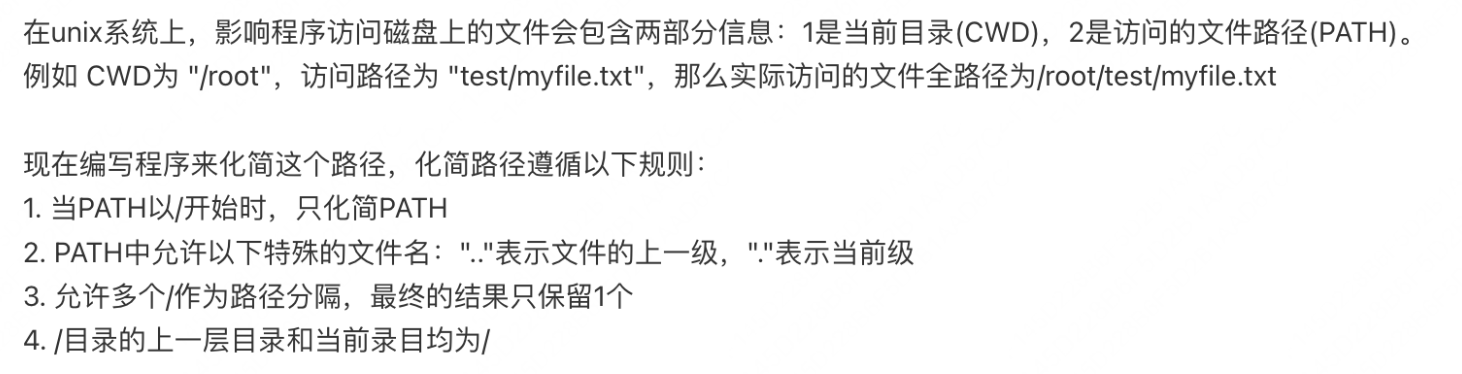 在unix系统上，影响程序访问磁盘上的文件会包含两部分信息：1是当前目录(CWD)，2是访问的文件路径(PATH)。
例如 CWD为 "/root"，访问路径为 "test/myfile.txt"，那么实际访问的文件全路径为/root/test/myfile.txt
现在编写程序来化简这个路径，化简路径遵循以下规则：
1. 当PATH以/开始时，只化简PATH
2. PATH中允许以下特殊的文件名：".."表示文件的上一级，"."表示当前级
3. 允许多个/作为路径分隔，最终的结果只保留1个
4. /目录的上一层目录和当前录目均为/